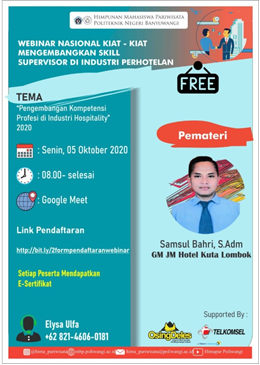 HIMPUNAN MAHASISWA PARIWISATA
POLITEKNIK NEGERI BANYUWANGI
WEBINAR NASIONAL KIAT - KIAT
MENGEMBANGKAN SKILL
SUPERVISOR DI INDUSTRI PERHOTELAN
FREE
TEMA
"Pengembangan Kompetensi
Profesi di Industri Hospitality"
2020
: Senin, 05 Oktober 2020
: 08.00- selesai
: Google Meet
Link Pendaftaran
http://bit.ly/2formpendaftaranwebinar
Setiap Peserta Mendapatkan
E-Sertifikat
Elysa Ulfa
+62 821-4606-0181
Pemateri
Samsul Bahri, S.Adm
GM JM Hotel Kuta Lombok
Supported By :
OsingDeles
TELKOMSEL